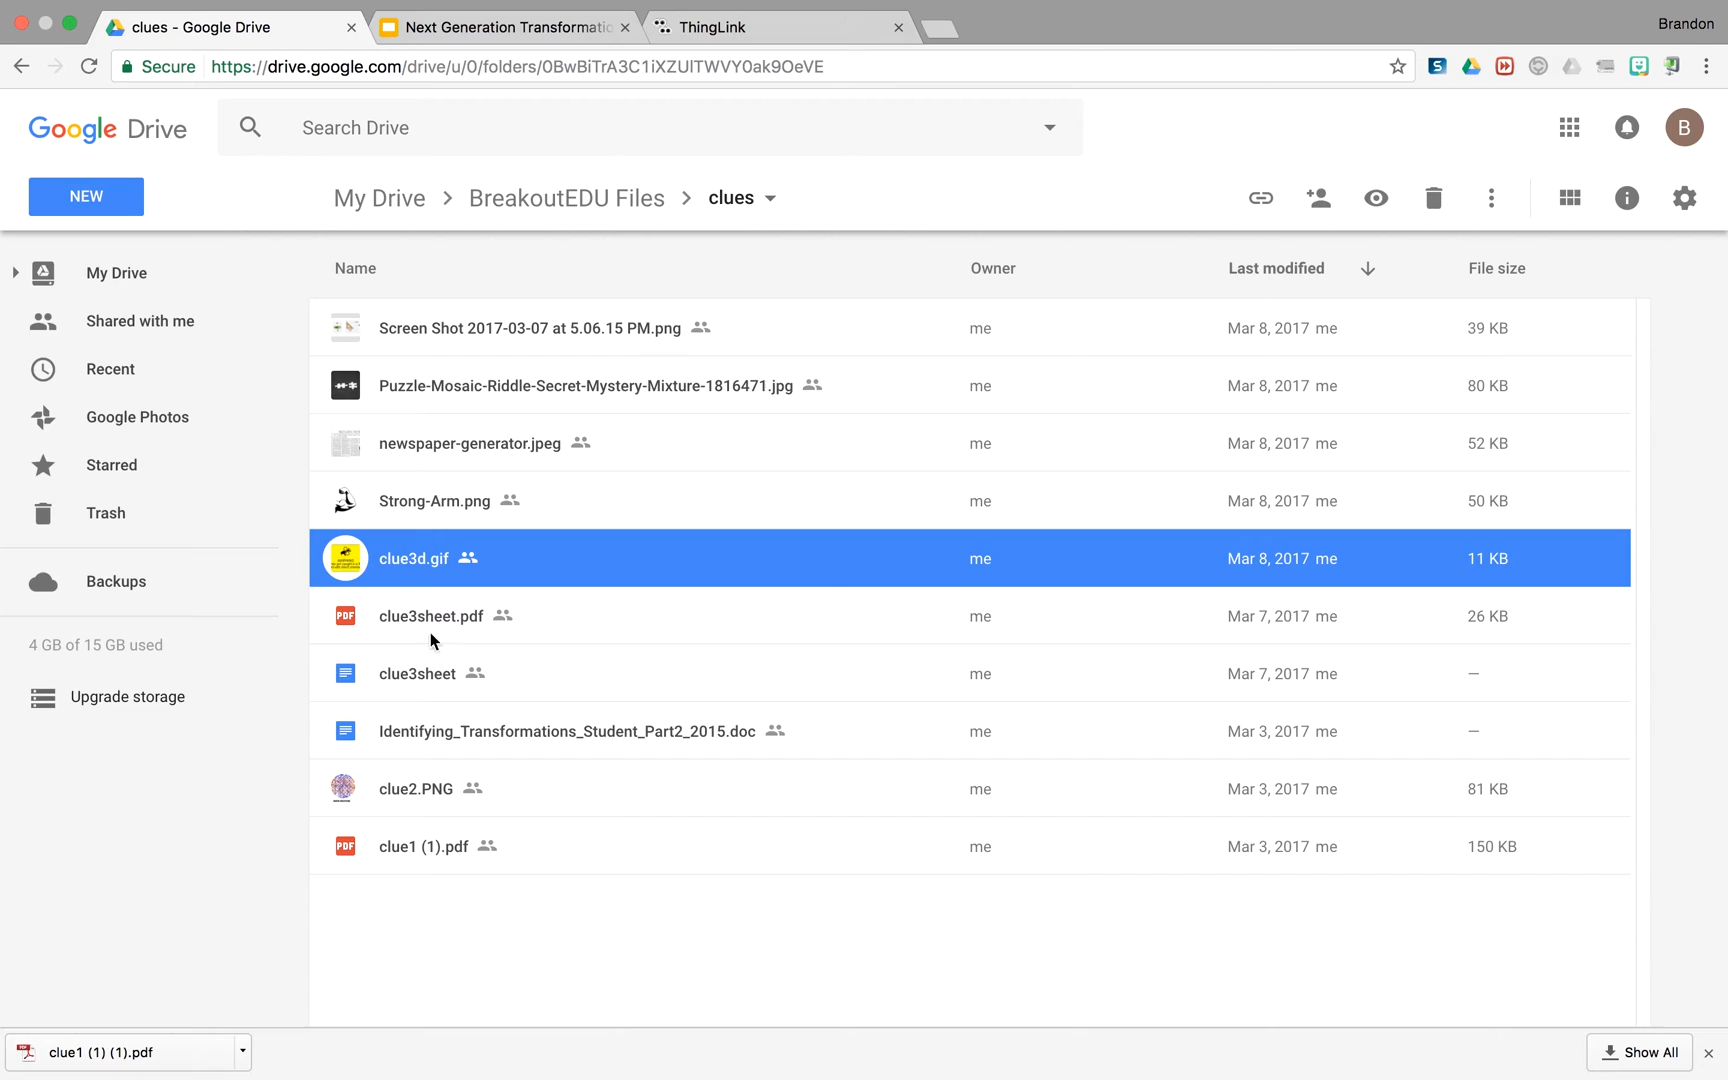 clues - Google Drive
Next Generation Transformatio
ThingLink
Brandon
Secure
https://drive.google.com/drive/u/0/folders/0BwBiTrA3C1iXZUlTWVY0ak9OeVE
Google Drive
Search Drive
B
NEW
My Drive > BreakoutEDU Files > clues
My Drive
Shared with me
Recent
Google Photos
Starred
Trash
Backups
4 GB of 15 GB used
Upgrade storage
Name Owner Last modified File size
Screen Shot 2017-03-07 at 5.06.15 PM.png me Mar 8, 2017 me 39 KB
Puzzle-Mosaic-Riddle-Secret-Mystery-Mixture-1816471.jpg me Mar 8, 2017 me 80 KB
newspaper-generator.jpeg me Mar 8, 2017 me 52 KB
Strong-Arm.png me Mar 8, 2017 me 50 KB
clue3d.gif me Mar 8, 2017 me 11 KB
PDF clue3sheet.pdf me Mar 7, 2017 me 26 KB
clue3sheet me Mar 7, 2017 me —
Identifying_Transformations_Student_Part2_2015.doc me Mar 3, 2017 me —
clue2.PNG me Mar 3, 2017 me 81 KB
PDF clue1 (1).pdf me Mar 3, 2017 me 150 KB
clue1 (1) (1).pdf
Show All